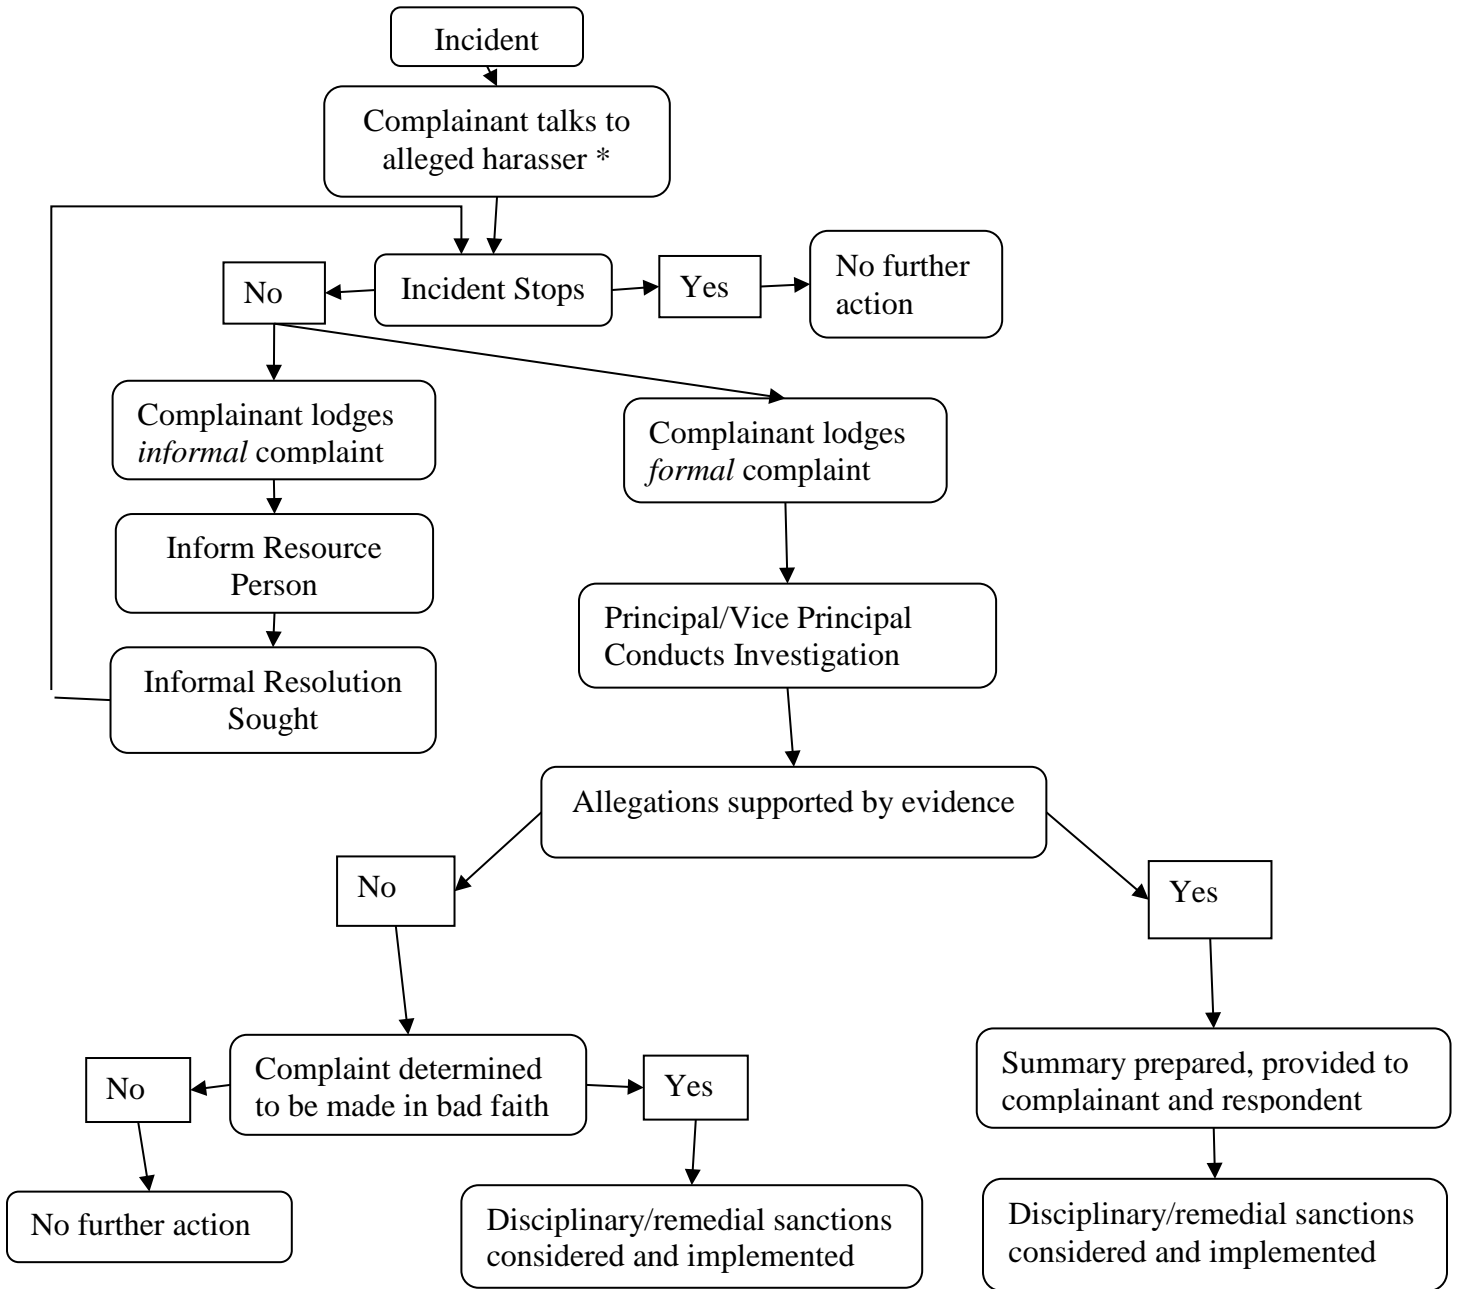 Incident
Complainant talks to
alleged harasser *
No
Incident Stops
Yes
No further
action
Complainant lodges
informal complaint
Complainant lodges
formal complaint
Inform Resource
Person
Principal/Vice Principal
Conducts Investigation
Informal Resolution
Sought
Allegations supported by evidence
No
Yes
No
Complaint determined
to be made in bad faith
Yes
Summary prepared, provided to
complainant and respondent
No further action
Disciplinary/remedial sanctions
considered and implemented
Disciplinary/remedial sanctions
considered and implemented